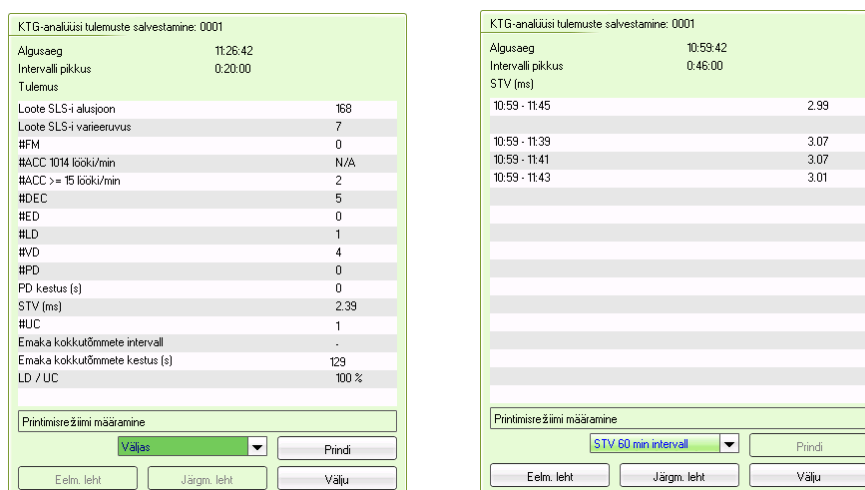 KTG-analüüsi tulemuste salvestamine: 0001
Algusaeg 11:26:42
Intervalli pikkus 0:20:00
Tulemus
Loote SLS-i alusjoon 168
Loote SLS-i varieeruvus 7
#FM 0
#ACC 1014 lööki/min N/A
#ACC >= 15 lööki/min 2
#DEC 5
#ED 0
#LD 1
#VD 4
#PD 0
PD kestus (s) 0
STV (ms) 2.39
#UC 1
Emaka kokkutõmmete intervall -
Emaka kokkutõmmete kestus (s) 129
LD / UC 100 %
Printimisrežiimi määramine
Väljas Prindi
Eelm. leht Järgm. leht Välju
KTG-analüüsi tulemuste salvestamine: 0001
Algusaeg 10:59:42
Intervalli pikkus 0:46:00
STV (ms)
10:59 - 11:45 2.99
10:59 - 11:39 3.07
10:59 - 11:41 3.07
10:59 - 11:43 3.01
Printimisrežiimi määramine
STV 60 min intervall Prindi
Eelm. leht Järgm. leht Välju